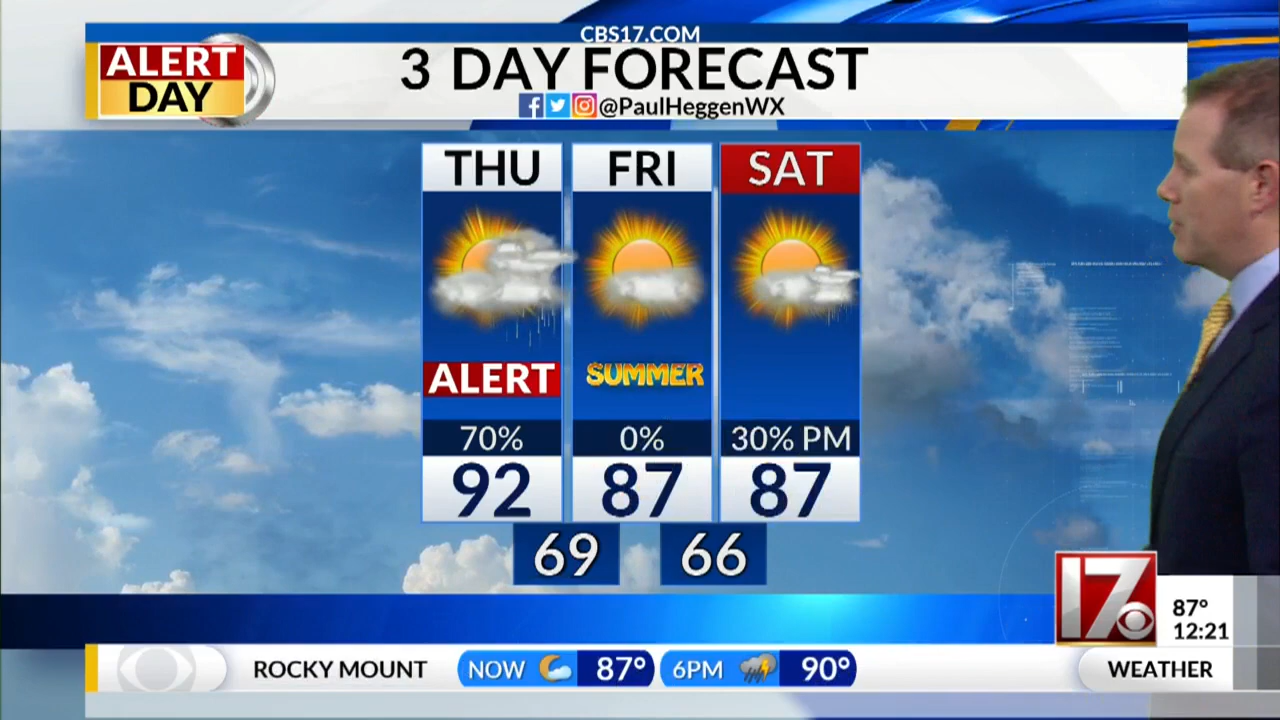 CBS17.COM
ALERT
DAY
3 DAY FORECAST
@PaulHeggenWX
THU
FRI
SAT
ALERT
SUMMER
70%
0%
30% PM
92
87
87
69
66
17
87°
12:21
ROCKY MOUNT
NOW
87°
6PM
90°
WEATHER